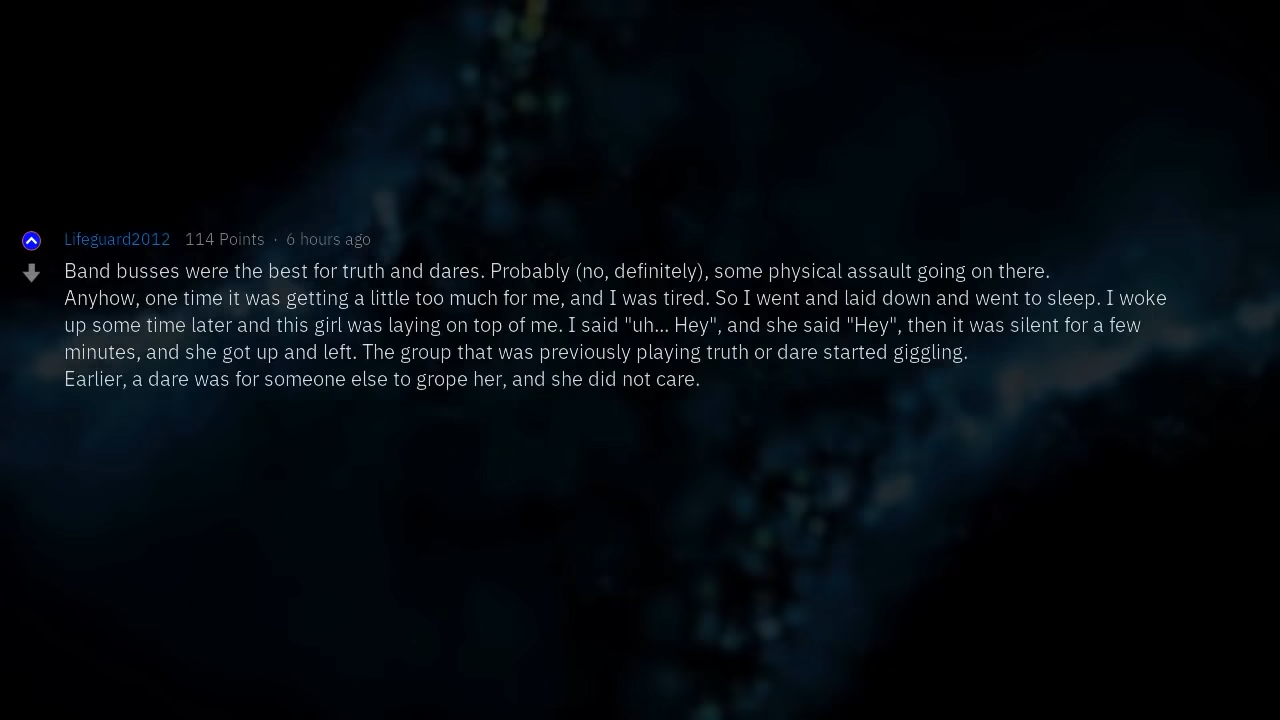 Lifeguard2012 114 Points · 6 hours ago
Band busses were the best for truth and dares. Probably (no, definitely), some physical assault going on there.
Anyhow, one time it was getting a little too much for me, and I was tired. So I went and laid down and went to sleep. I woke
up some time later and this girl was laying on top of me. I said "uh... Hey", and she said "Hey", then it was silent for a few
minutes, and she got up and left. The group that was previously playing truth or dare started giggling.
Earlier, a dare was for someone else to grope her, and she did not care.